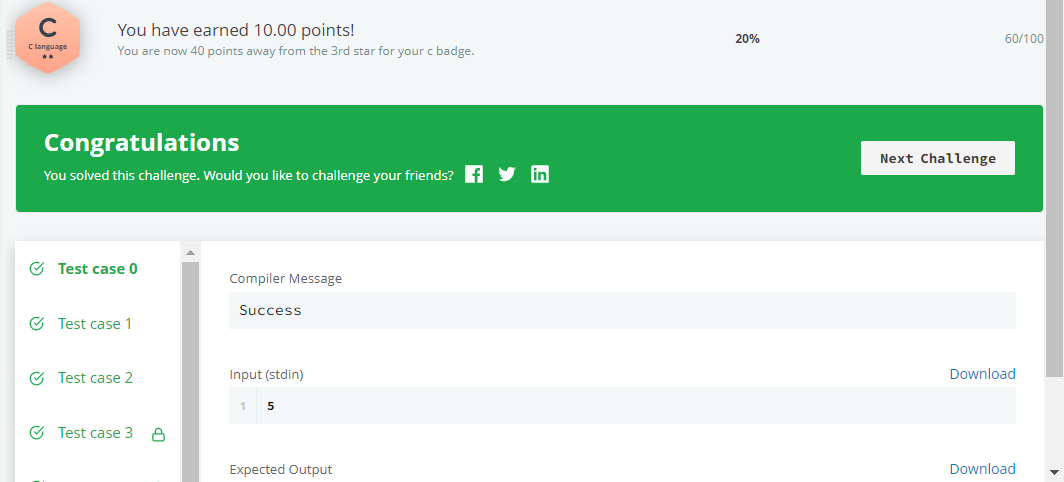 C
C language
You have earned 10.00 points!
You are now 40 points away from the 3rd star for your c badge.
20%
60/100
Congratulations
You solved this challenge. Would you like to challenge your friends?
Next Challenge
Test case 0
Test case 1
Test case 2
Test case 3
Compiler Message
Success
Input (stdin)
Download
1
5
Expected Output
Download